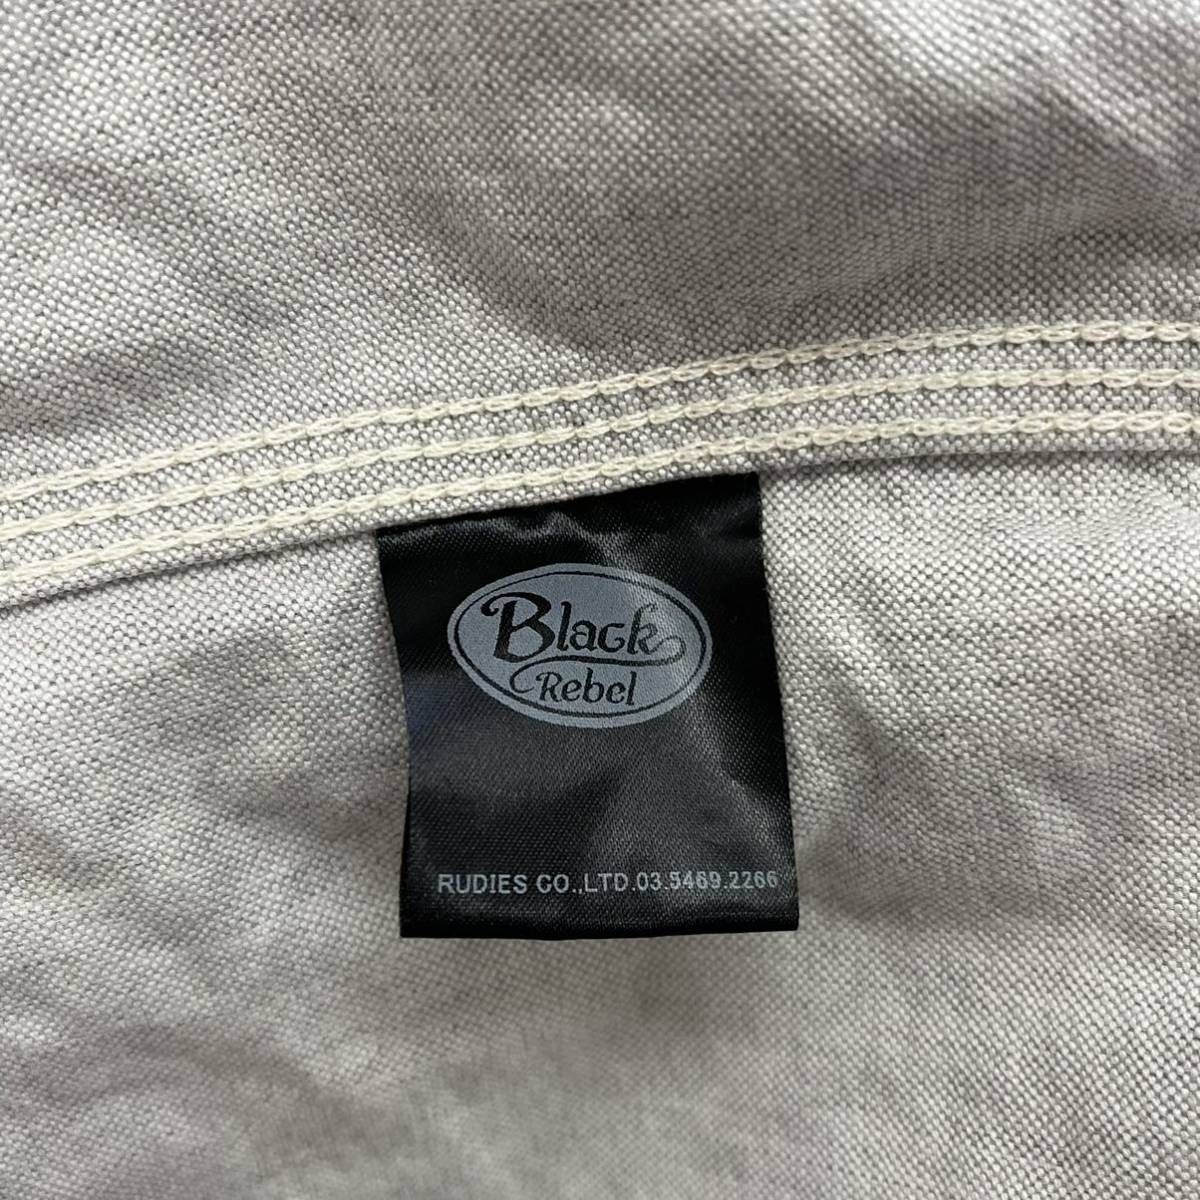 Black
Rebel
RUDIES CO.,LTD.03.5469.2266